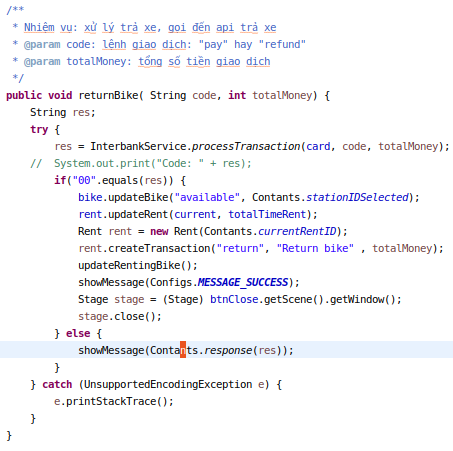 /**
 * Nhiệm vụ: xử lý trả xe, gọi đến api trả xe
 * @param code: lệnh giao dịch: "pay" hay "refund"
 * @param totalMoney: tổng số tiền giao dịch
 */
public void returnBike( String code, int totalMoney) {
    String res;
    try {
        res = InterbankService.processTransaction(card, code, totalMoney);
    //  System.out.print("Code: " + res);
        if("00".equals(res)) {
            bike.updateBike("available", Contants.stationIDSelected);
            rent.updateRent(current, totalTimeRent);
            Rent rent = new Rent(Contants.currentRentID);
            rent.createTransaction("return", "Return bike" , totalMoney);
            updateRentingBike();
            showMessage(Configs.MESSAGE_SUCCESS);
            Stage stage = (Stage) btnClose.getScene().getWindow();
            stage.close();
        } else {
            showMessage(Contants.response(res));
        }
    } catch (UnsupportedEncodingException e) {
        e.printStackTrace();
    }
}